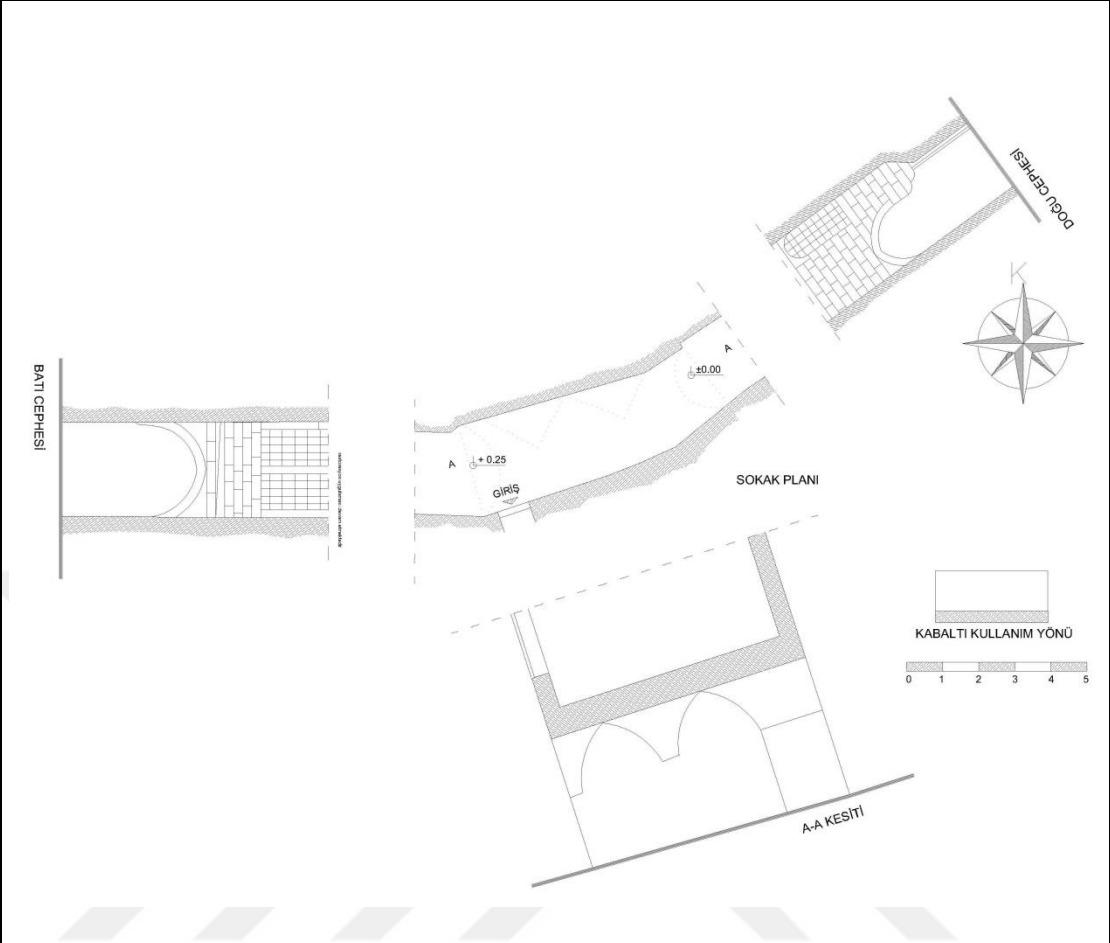 DOĞU CEPHESİ
K
BATI CEPHESİ
A
±0.00
A
+ 0.25
GİRİŞ
SOKAK PLANI
KABALTI KULLANIM YÖNÜ
0 1 2 3 4 5
A-A KESİTİ